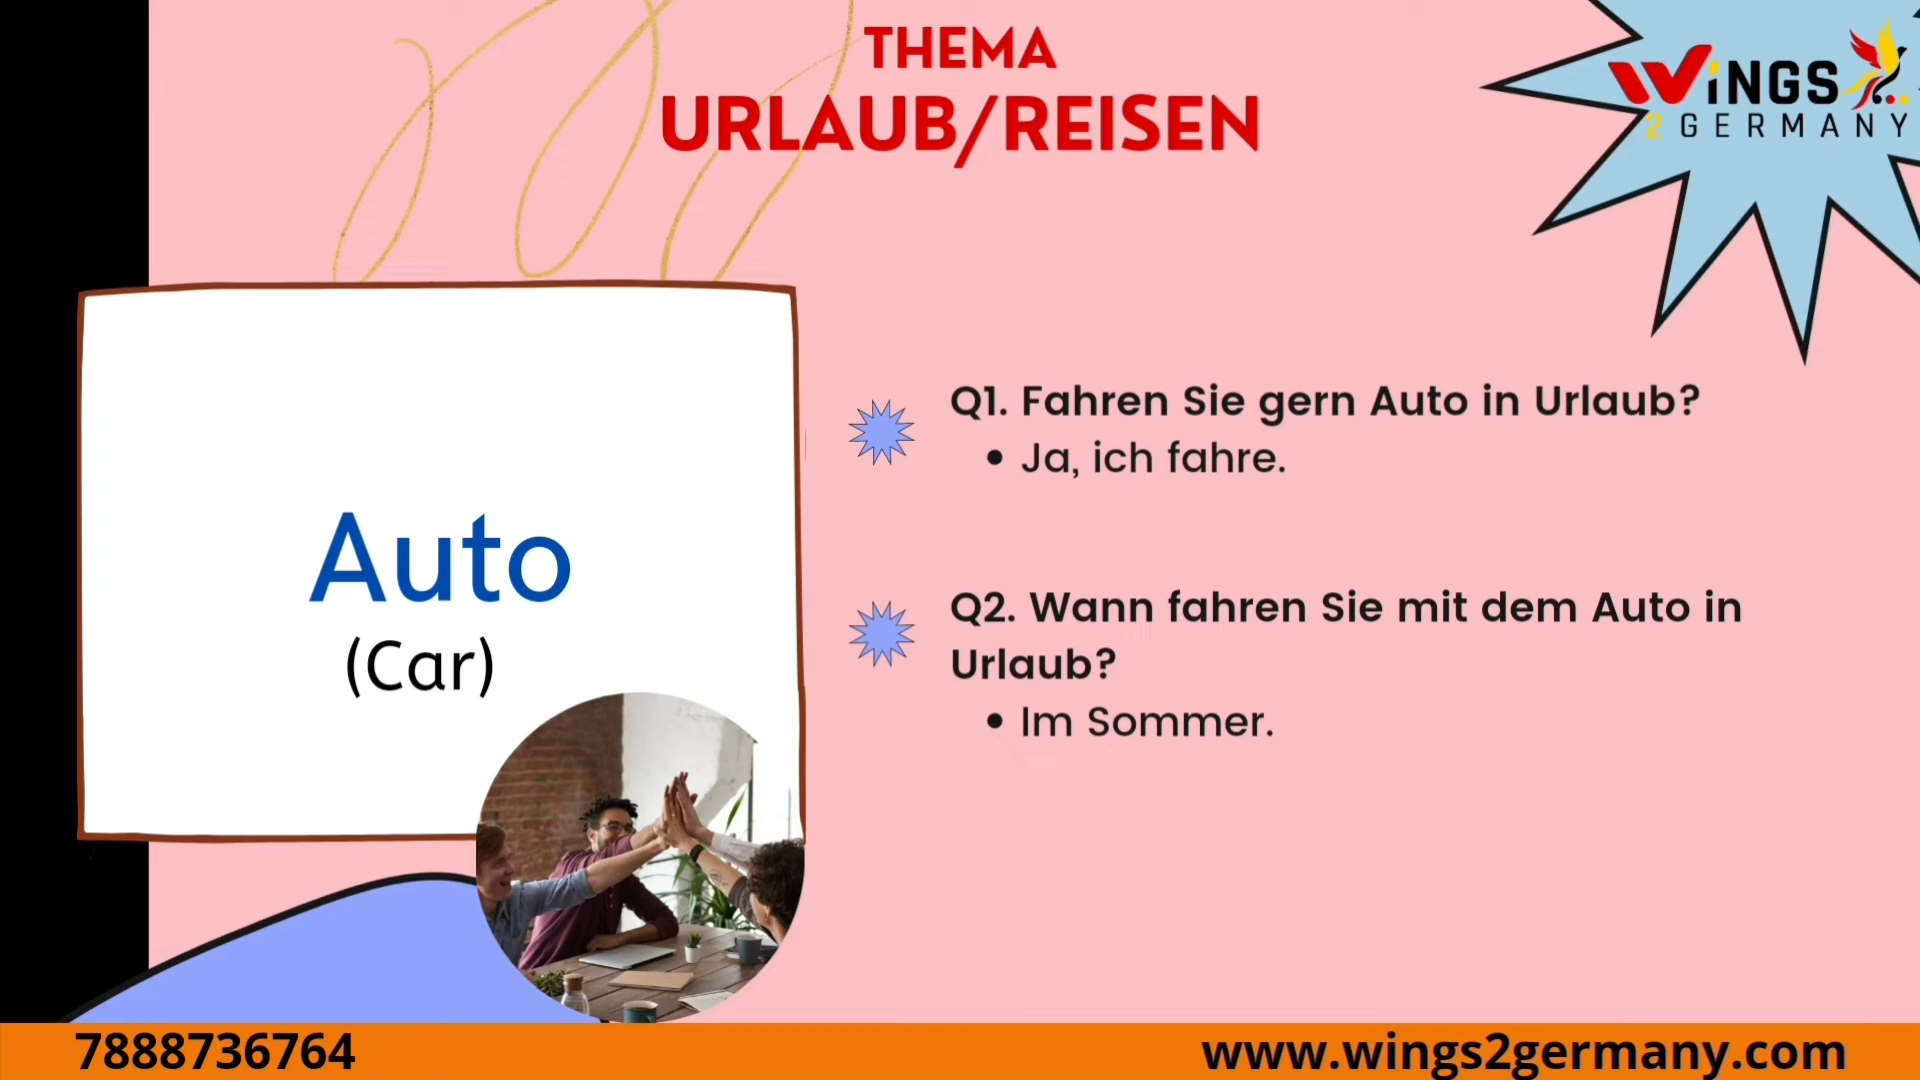 THEMA
URLAUB/REISEN
WiNGS
2 GERMANY
Auto
(Car)
Q1. Fahren Sie gern Auto in Urlaub?
• Ja, ich fahre.
Q2. Wann fahren Sie mit dem Auto in
Urlaub?
• Im Sommer.
7888736764
www.wings2germany.com